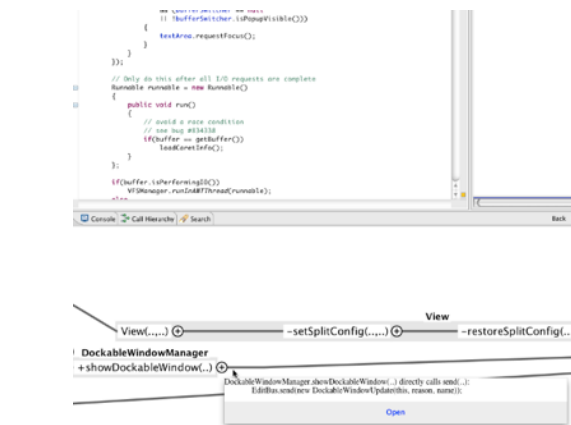 && (bufferSwitcher == null
|| !bufferSwitcher.isPopupVisible()))
{
textArea.requestFocus();
}
}
});
// Only do this after all I/O requests are complete
Runnable runnable = new Runnable()
{
public void run()
{
// avoid a race condition
// see bug #834338
if(buffer == getBuffer())
loadCaretInfo();
}
};
if(buffer.isPerformingIO())
VFSManager.runInAWTThread(runnable);
else
Console Call Hierarchy Search Back
View
View(..,..) ~setSplitConfig(..,..) ~restoreSplitConfig(..
DockableWindowManager
+showDockableWindow(..)
DockableWindowManager.showDockableWindow(..) directly calls send(..):
EditBus.send(new DockableWindowUpdate(this, reason, name));
Open